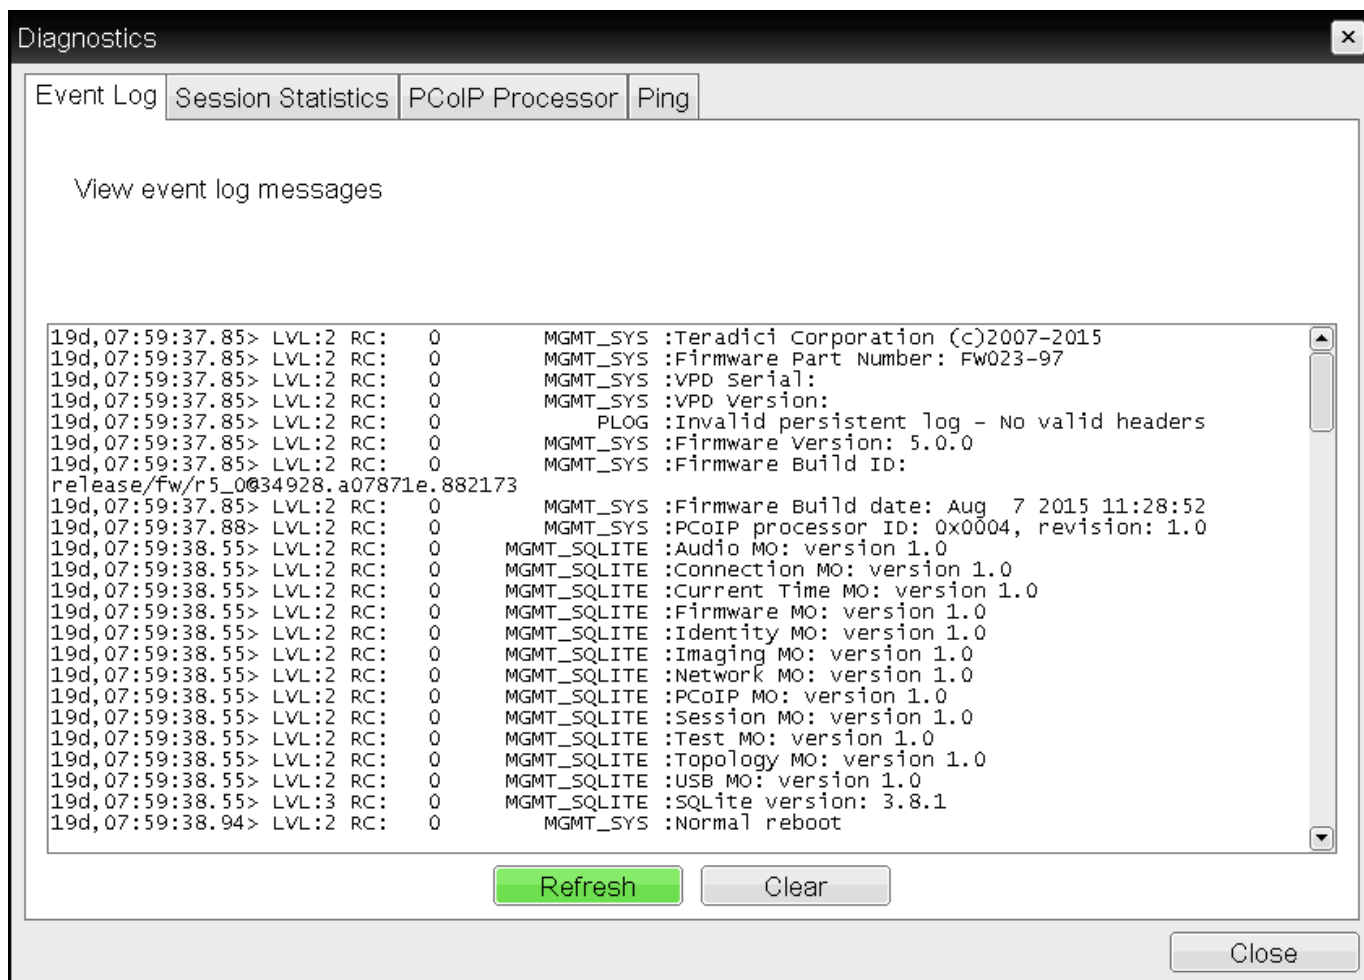 Diagnostics
Event Log Session Statistics PCoIP Processor Ping
View event log messages
19d,07:59:37.85> LVL:2 RC: 0 MGMT_SYS :Teradici Corporation (c)2007-2015
19d,07:59:37.85> LVL:2 RC: 0 MGMT_SYS :Firmware Part Number: FW023-97
19d,07:59:37.85> LVL:2 RC: 0 MGMT_SYS :VPD Serial:
19d,07:59:37.85> LVL:2 RC: 0 MGMT_SYS :VPD Version:
19d,07:59:37.85> LVL:2 RC: 0 PLOG :Invalid persistent log - No valid headers
19d,07:59:37.85> LVL:2 RC: 0 MGMT_SYS :Firmware Version: 5.0.0
19d,07:59:37.85> LVL:2 RC: 0 MGMT_SYS :Firmware Build ID:
release/fw/r5_0@34928.a07871e.882173
19d,07:59:37.85> LVL:2 RC: 0 MGMT_SYS :Firmware Build date: Aug 7 2015 11:28:52
19d,07:59:37.88> LVL:2 RC: 0 MGMT_SYS :PCoIP processor ID: 0x0004, revision: 1.0
19d,07:59:38.55> LVL:2 RC: 0 MGMT_SQLITE :Audio MO: version 1.0
19d,07:59:38.55> LVL:2 RC: 0 MGMT_SQLITE :Connection MO: version 1.0
19d,07:59:38.55> LVL:2 RC: 0 MGMT_SQLITE :Current Time MO: version 1.0
19d,07:59:38.55> LVL:2 RC: 0 MGMT_SQLITE :Firmware MO: version 1.0
19d,07:59:38.55> LVL:2 RC: 0 MGMT_SQLITE :Identity MO: version 1.0
19d,07:59:38.55> LVL:2 RC: 0 MGMT_SQLITE :Imaging MO: version 1.0
19d,07:59:38.55> LVL:2 RC: 0 MGMT_SQLITE :Network MO: version 1.0
19d,07:59:38.55> LVL:2 RC: 0 MGMT_SQLITE :PCoIP MO: version 1.0
19d,07:59:38.55> LVL:2 RC: 0 MGMT_SQLITE :Session MO: version 1.0
19d,07:59:38.55> LVL:2 RC: 0 MGMT_SQLITE :Test MO: version 1.0
19d,07:59:38.55> LVL:2 RC: 0 MGMT_SQLITE :Topology MO: version 1.0
19d,07:59:38.55> LVL:2 RC: 0 MGMT_SQLITE :USB MO: version 1.0
19d,07:59:38.55> LVL:3 RC: 0 MGMT_SQLITE :SQLite version: 3.8.1
19d,07:59:38.94> LVL:2 RC: 0 MGMT_SYS :Normal reboot
Refresh Clear
Close